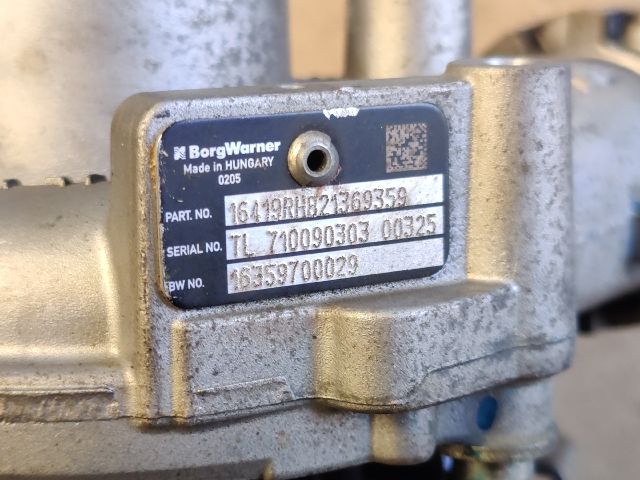 BorgWarner
Made in HUNGARY
0205
PART. NO. 16419RH821369359
SERIAL NO. TL 710090303 00325
BW NO. 16359700029